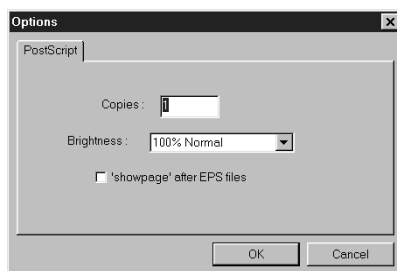 Options
PostScript
Copies : 1
Brightness : 100% Normal
'showpage' after EPS files
OK Cancel